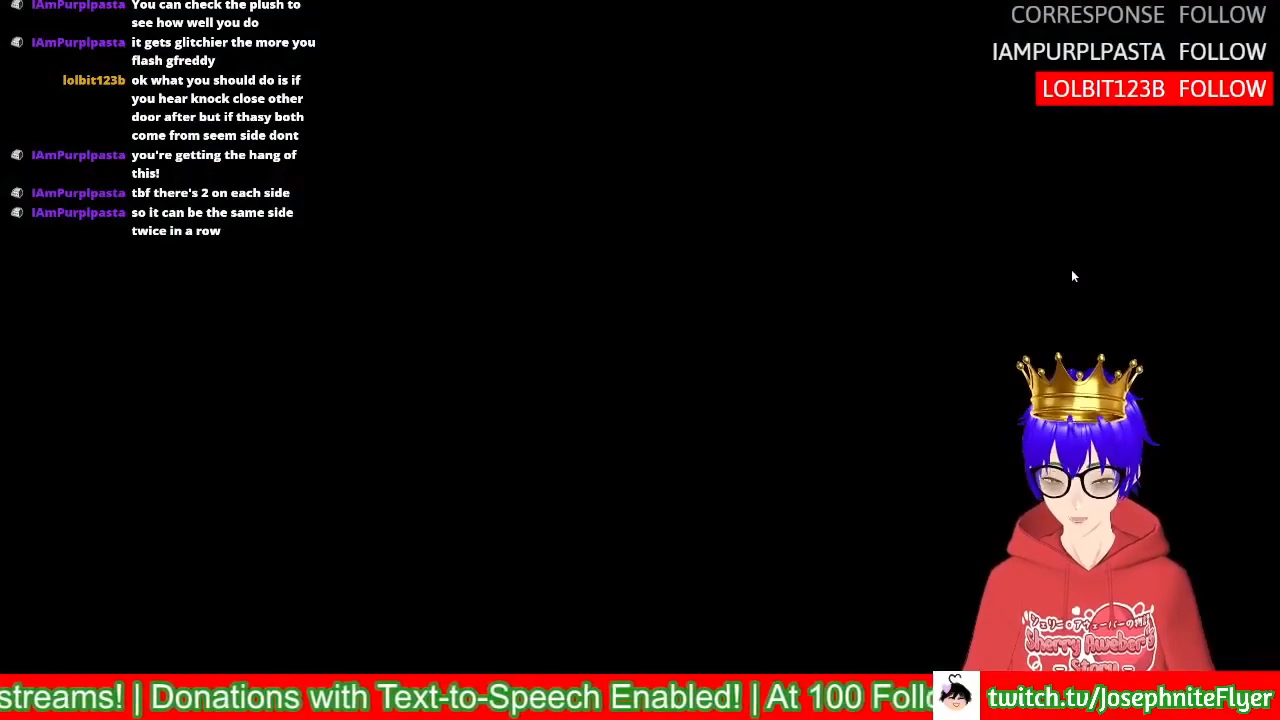 IAmPurplpasta You can check the plush to
see how well you do
IAmPurplpasta it gets glitchier the more you
flash gfreddy
lolbit123b ok what you should do is if
you hear knock close other
door after but if thasy both
come from seem side dont
IAmPurplpasta you're getting the hang of
this!
IAmPurplpasta tbf there's 2 on each side
IAmPurplpasta so it can be the same side
twice in a row
CORRESPONSE FOLLOW
IAMPURPLPASTA FOLLOW
LOLBIT123B FOLLOW
Sherry Aweber's
- Story -
streams! | Donations with Text-to-Speech Enabled! | At 100 Follo
twitch.tv/JosephniteFlyer